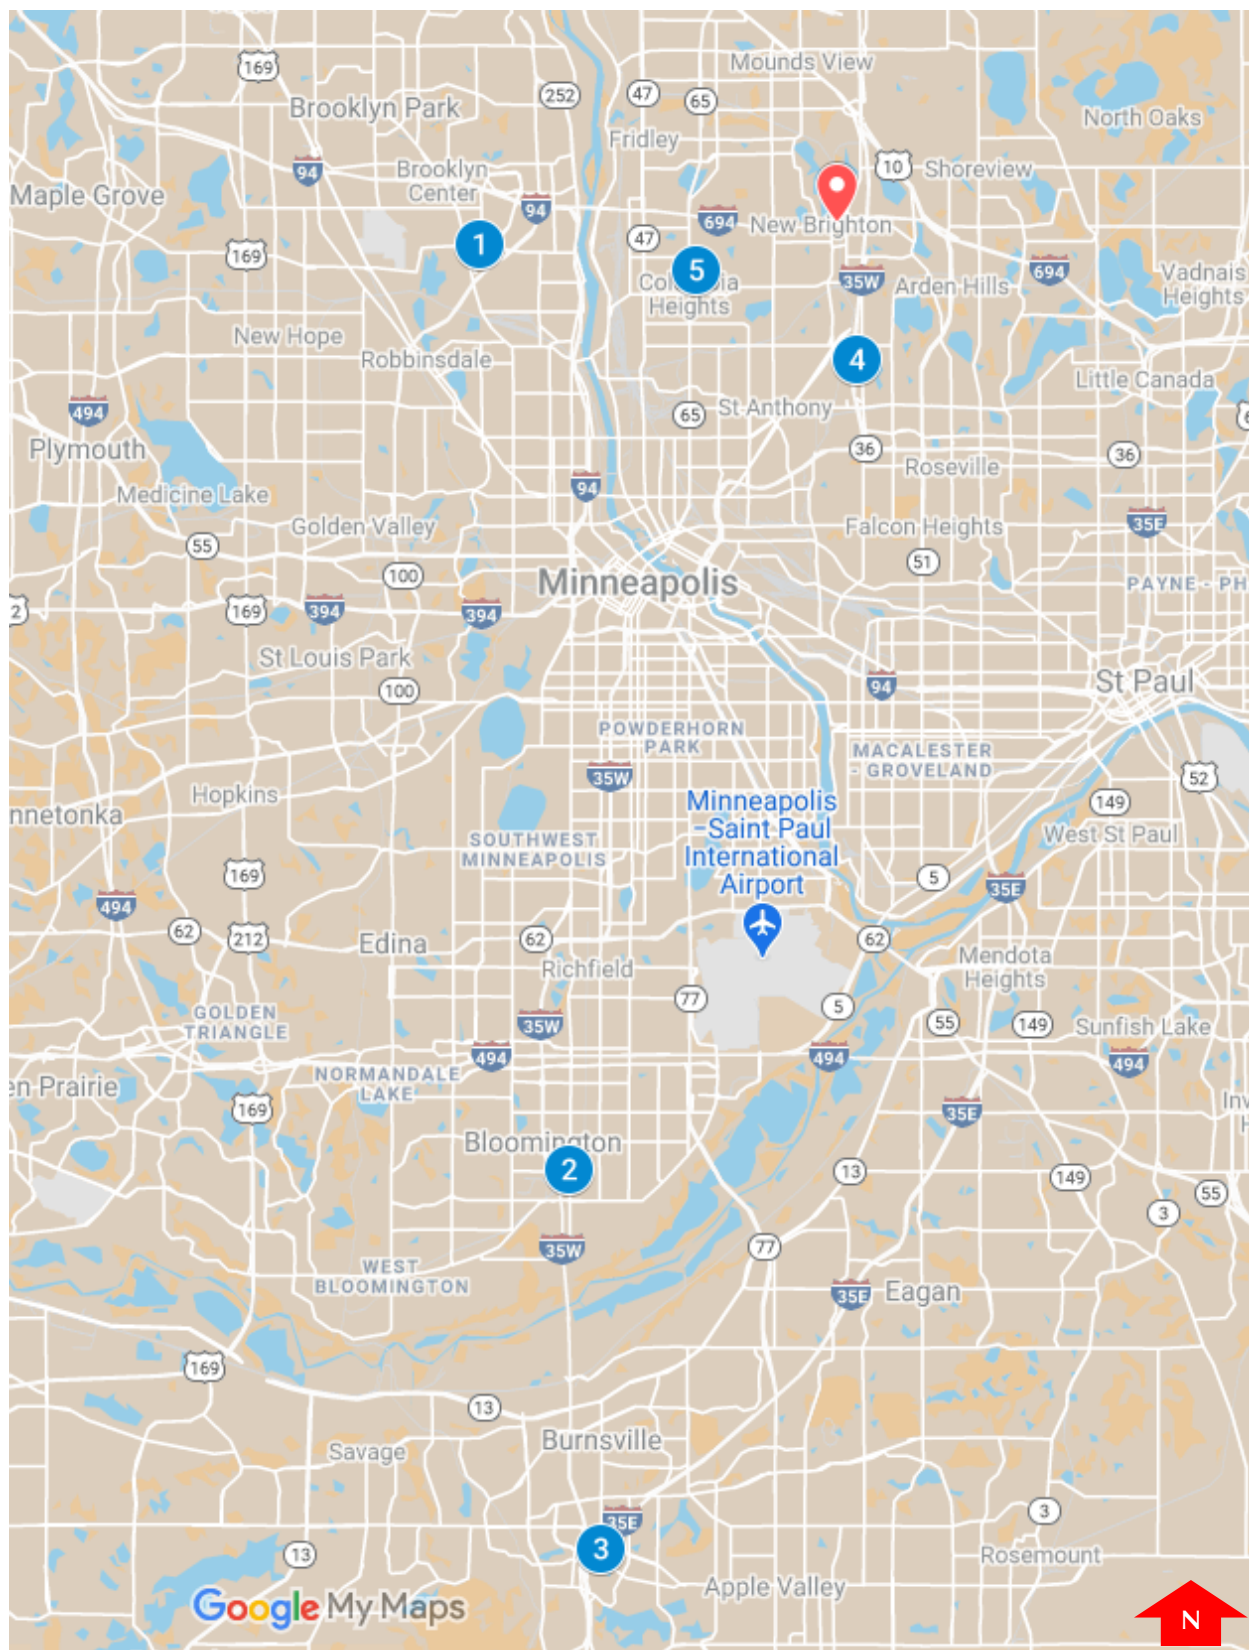 169
252
47
65
Mounds View
Brooklyn Park
North Oaks
Fridley
94
Brooklyn
Center
10
Shoreview
Maple Grove
94
694
New Brighton
47
1
169
5
35W
694
Arden Hills
Vadnais
Heights
Heights
New Hope
Robbinsdale
4
Little Canada
494
65
St Anthony
Plymouth
36
36
Roseville
Medicine Lake
94
Golden Valley
Falcon Heights
35E
55
51
100
Minneapolis
PAYNE - PH
2
169
394
394
St Louis Park
100
94
St Paul
POWDERHORN
PARK
MACALESTER
- GROVELAND
35W
52
Hopkins
149
nnetonka
Minneapolis
-Saint Paul
International
Airport
West St Paul
SOUTHWEST
MINNEAPOLIS
169
5
35E
494
62
212
Edina
62
62
Richfield
Mendota
Heights
77
5
GOLDEN
TRIANGLE
35W
55
149
Sunfish Lake
494
494
494
NORMANDALE
LAKE
en Prairie
169
35E
Inv
H
Bloomington
2
13
149
55
3
77
35W
WEST
BLOOMINGTON
35E
Eagan
169
13
Burnsville
Savage
3
35E
13
3
Rosemount
Apple Valley
Google My Maps
N